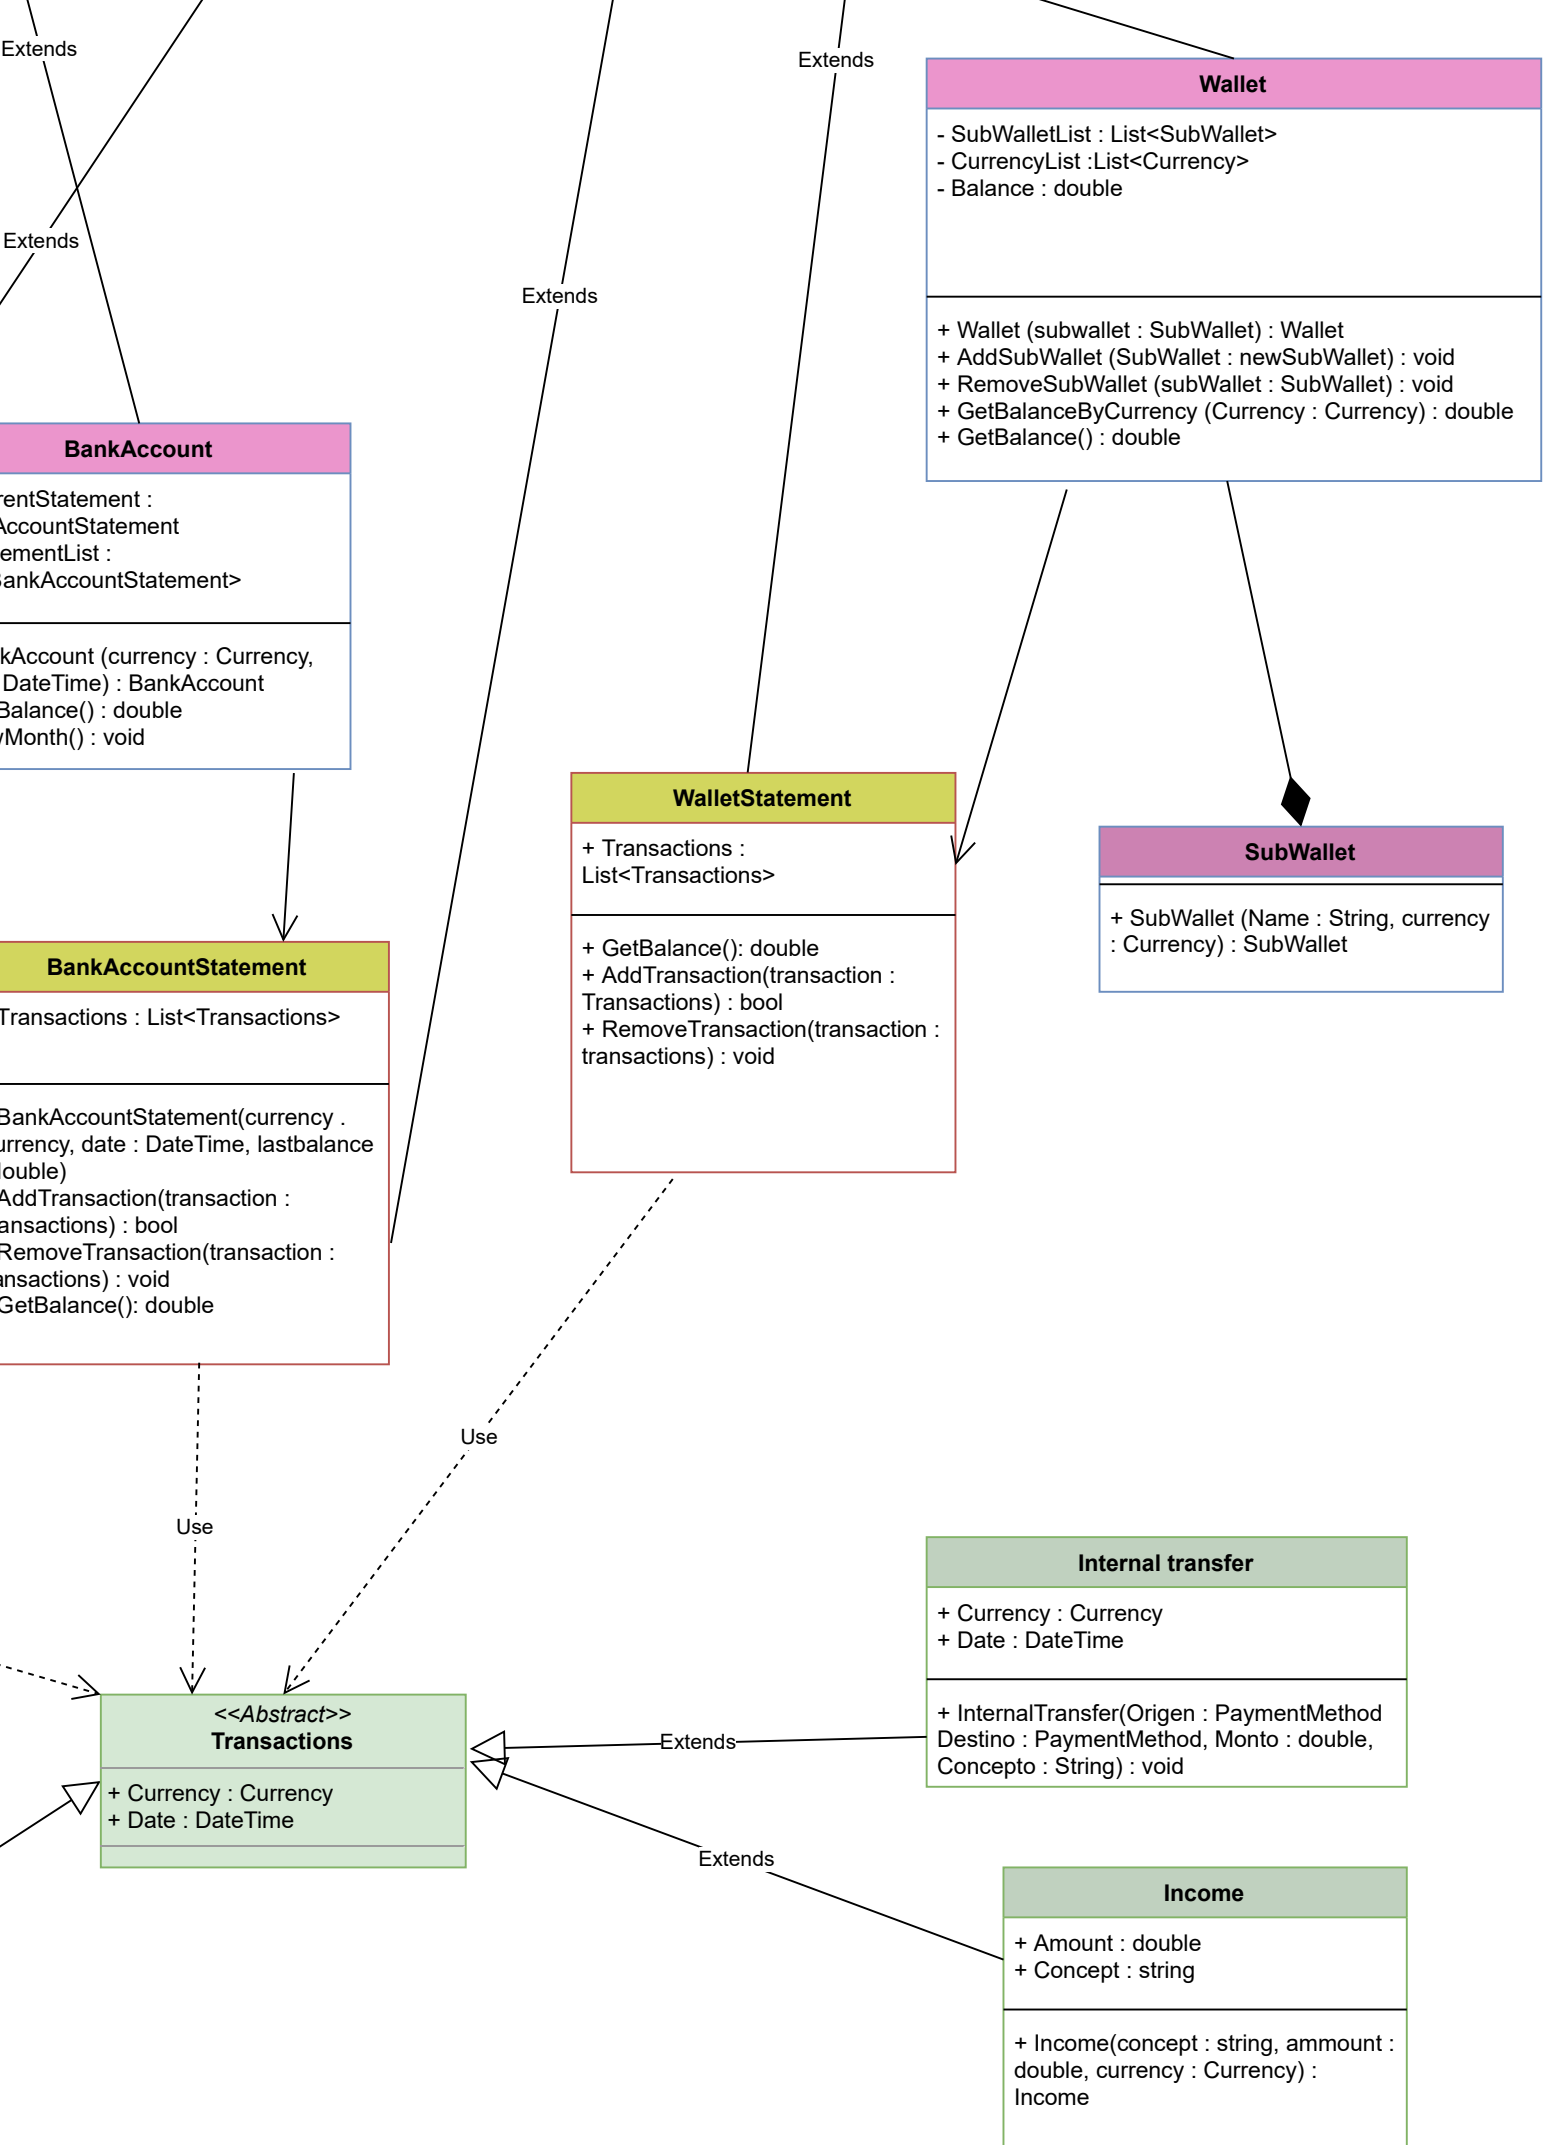 Extends
Extends
Extends
Extends
Wallet
- SubWalletList : List<SubWallet>
- CurrencyList :List<Currency>
- Balance : double
+ Wallet (subwallet : SubWallet) : Wallet
+ AddSubWallet (SubWallet : newSubWallet) : void
+ RemoveSubWallet (subWallet : SubWallet) : void
+ GetBalanceByCurrency (Currency : Currency) : double
+ GetBalance() : double
BankAccount
rentStatement :
AccountStatement
ementList :
BankAccountStatement>
kAccount (currency : Currency,
DateTime) : BankAccount
Balance() : double
wMonth() : void
BankAccountStatement
Transactions : List<Transactions>
BankAccountStatement(currency .
urrency, date : DateTime, lastbalance
double)
AddTransaction(transaction :
ansactions) : bool
RemoveTransaction(transaction :
ansactions) : void
GetBalance(): double
WalletStatement
+ Transactions :
List<Transactions>
+ GetBalance(): double
+ AddTransaction(transaction :
Transactions) : bool
+ RemoveTransaction(transaction :
transactions) : void
SubWallet
+ SubWallet (Name : String, currency
: Currency) : SubWallet
Use
Use
<<Abstract>>
Transactions
+ Currency : Currency
+ Date : DateTime
Extends
Extends
Internal transfer
+ Currency : Currency
+ Date : DateTime
+ InternalTransfer(Origen : PaymentMethod
Destino : PaymentMethod, Monto : double,
Concepto : String) : void
Income
+ Amount : double
+ Concept : string
+ Income(concept : string, ammount :
double, currency : Currency) :
Income